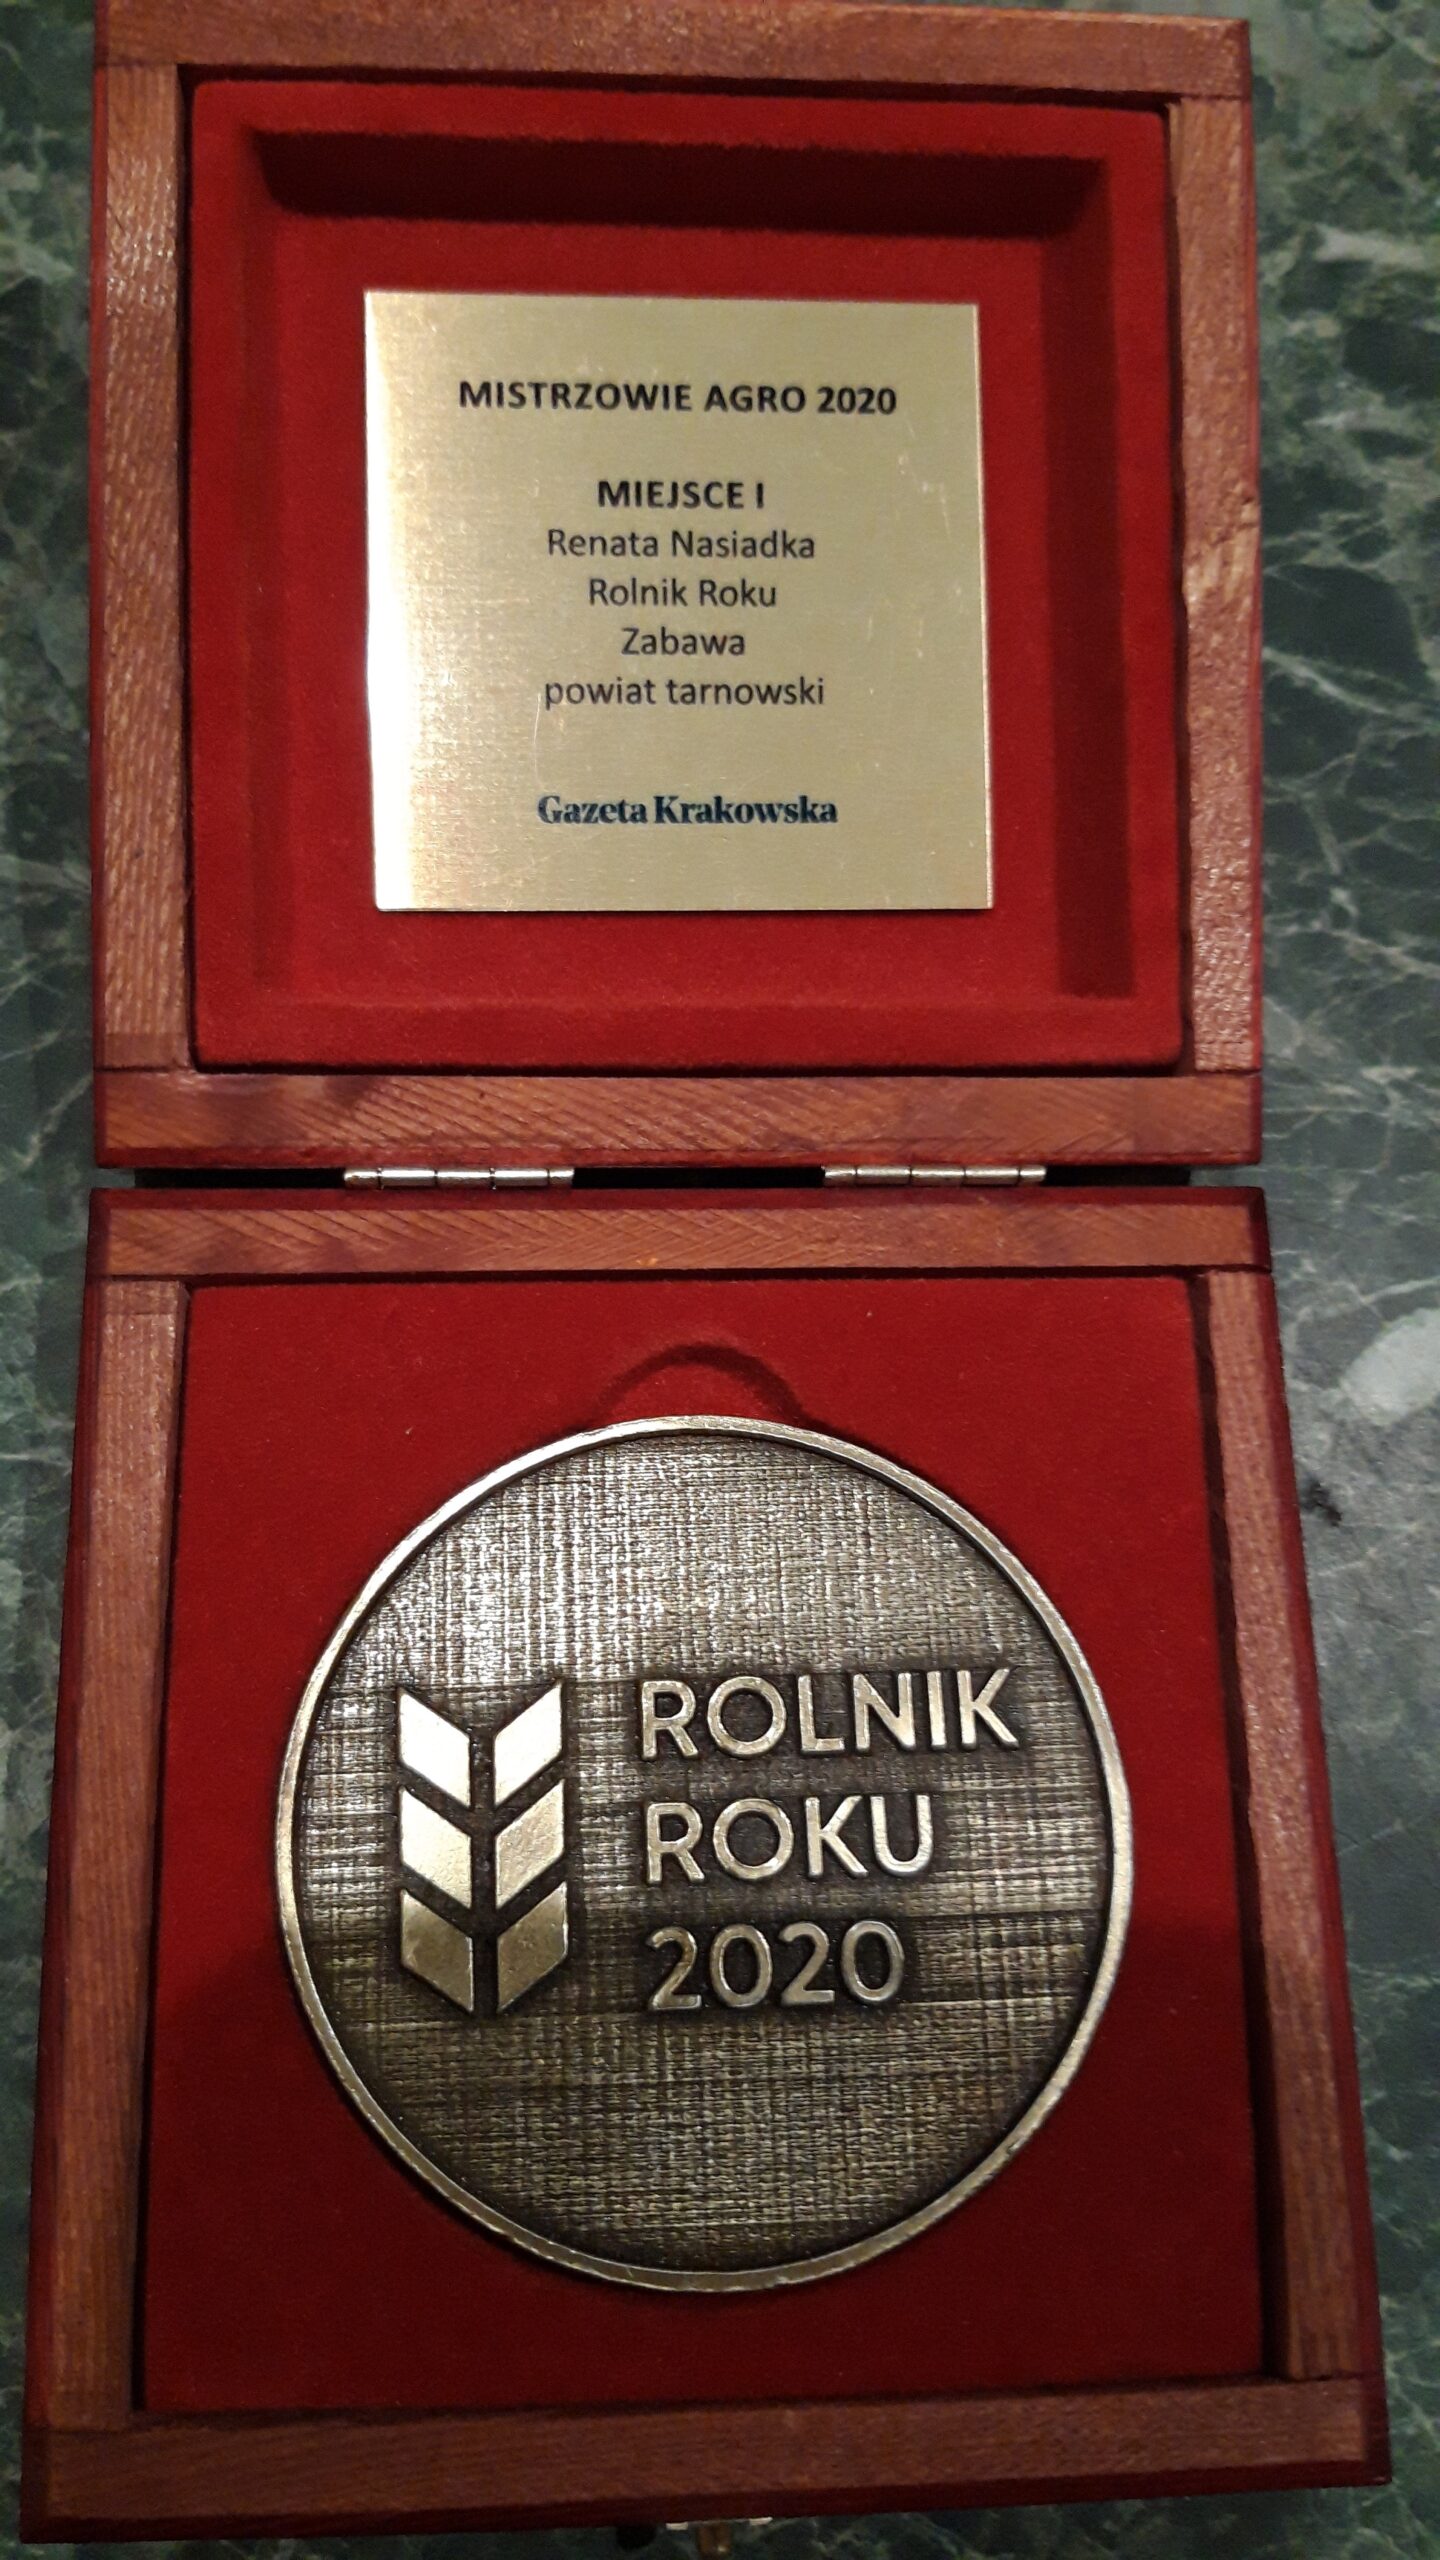 MISTRZOWIE AGRO 2020
MIEJSCE I
Renata Nasiadka
Rolnik Roku
Zabawa
powiat tarnowski
Gazeta Krakowska
ROLNIK
ROKU
2020